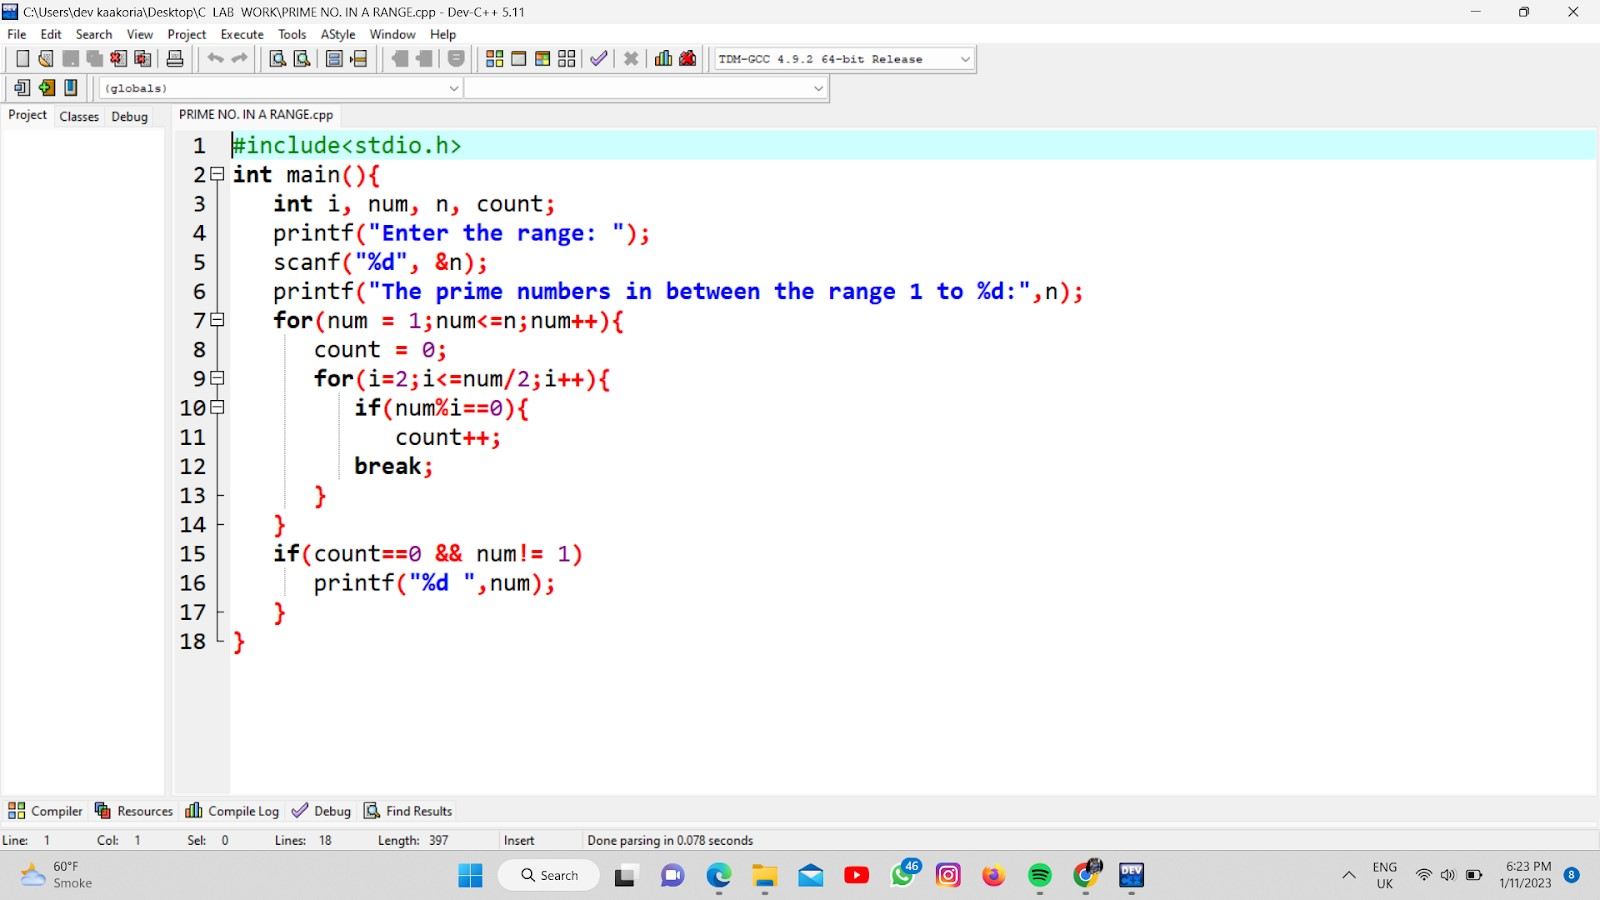 C:\Users\dev kaakoria\Desktop\C LAB WORK\PRIME NO. IN A RANGE.cpp - Dev-C++ 5.11
File Edit Search View Project Execute Tools AStyle Window Help
TDM-GCC 4.9.2 64-bit Release
(globals)
Project Classes Debug
PRIME NO. IN A RANGE.cpp
1 #include<stdio.h>
2 int main(){
3 int i, num, n, count;
4 printf("Enter the range: ");
5 scanf("%d", &n);
6 printf("The prime numbers in between the range 1 to %d:",n);
7 for(num = 1;num<=n;num++){
8 count = 0;
9 for(i=2;i<=num/2;i++){
10 if(num%i==0){
11 count++;
12 break;
13 }
14 }
15 if(count==0 && num!= 1)
16 printf("%d ",num);
17 }
18 }
Compiler Resources Compile Log Debug Find Results
Line: 1 Col: 1 Sel: 0 Lines: 18 Length: 397 Insert Done parsing in 0.078 seconds
60°F
Smoke
Search
46
DEV
ENG
UK
6:23 PM
1/11/2023
8